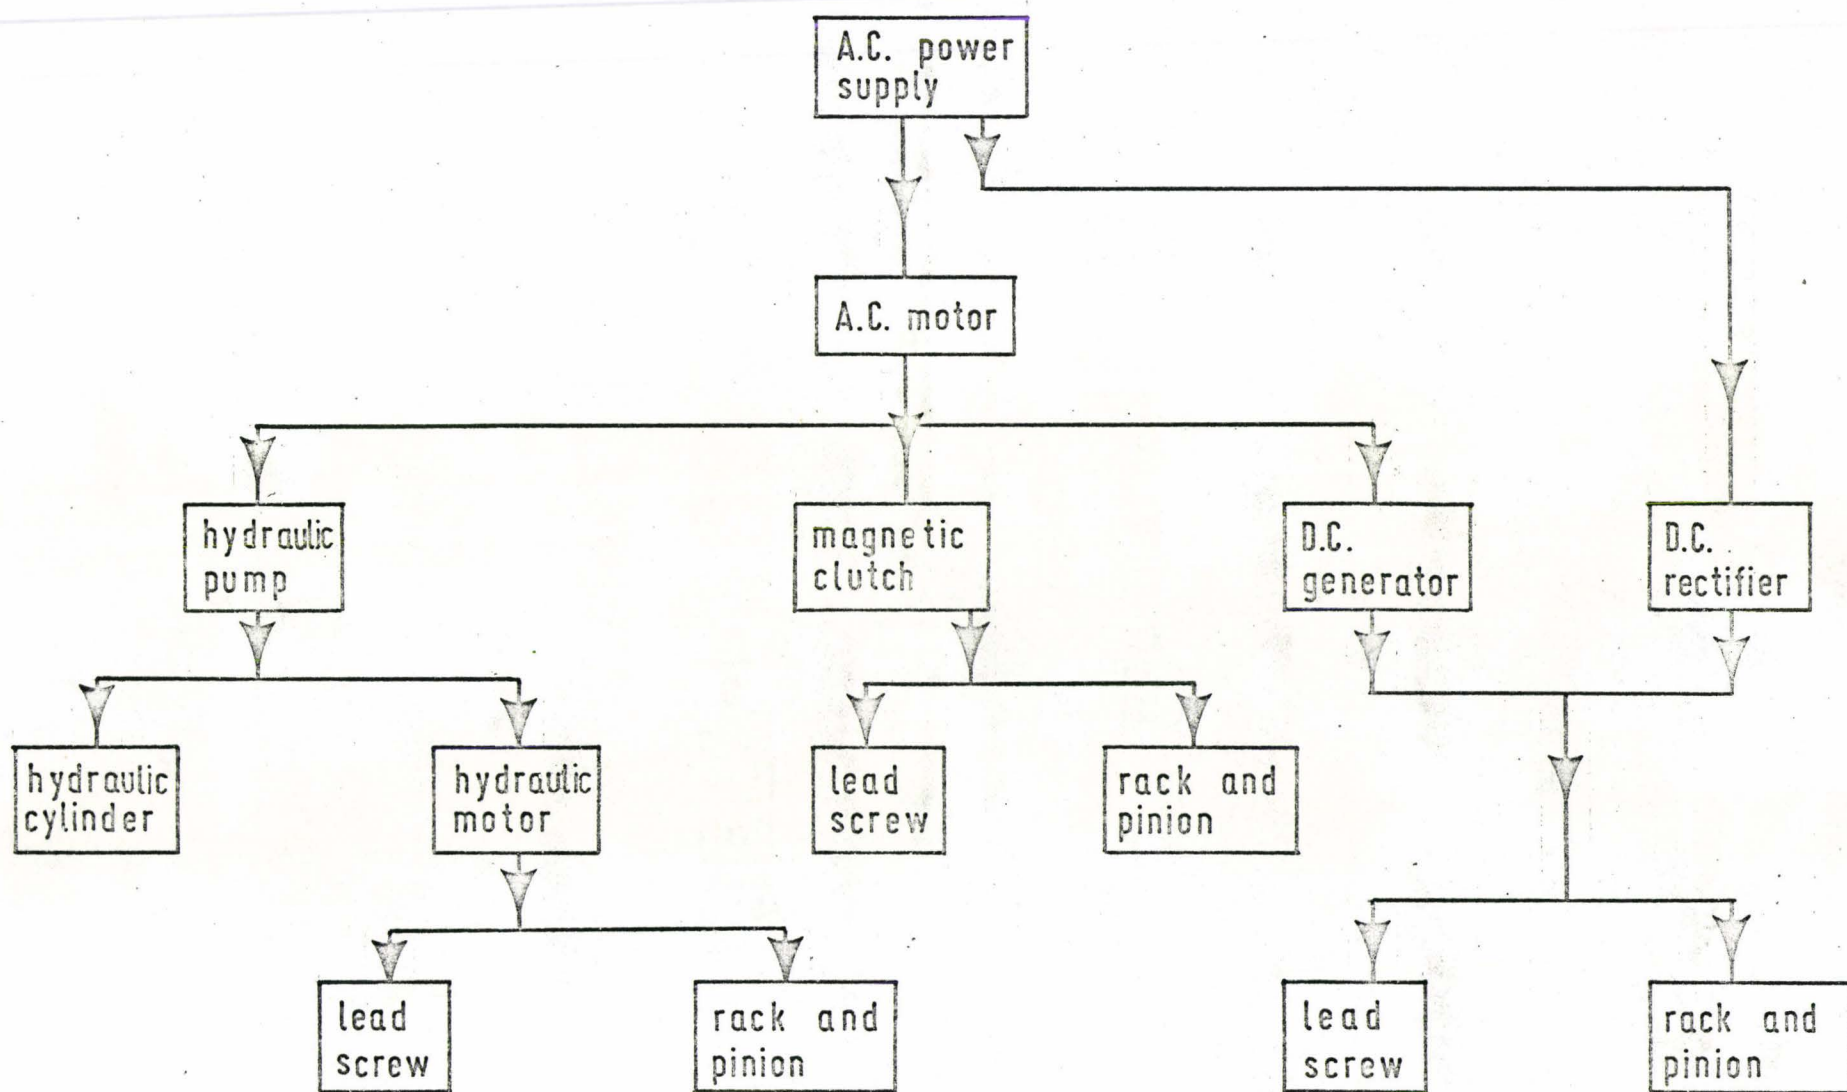 A.C. power
supply
A.C. motor
hydraulic
pump
magnetic
clutch
D.C.
generator
D.C.
rectifier
hydraulic
cylinder
hydraulic
motor
lead
screw
rack and
pinion
lead
screw
rack and
pinion
lead
screw
rack and
pinion